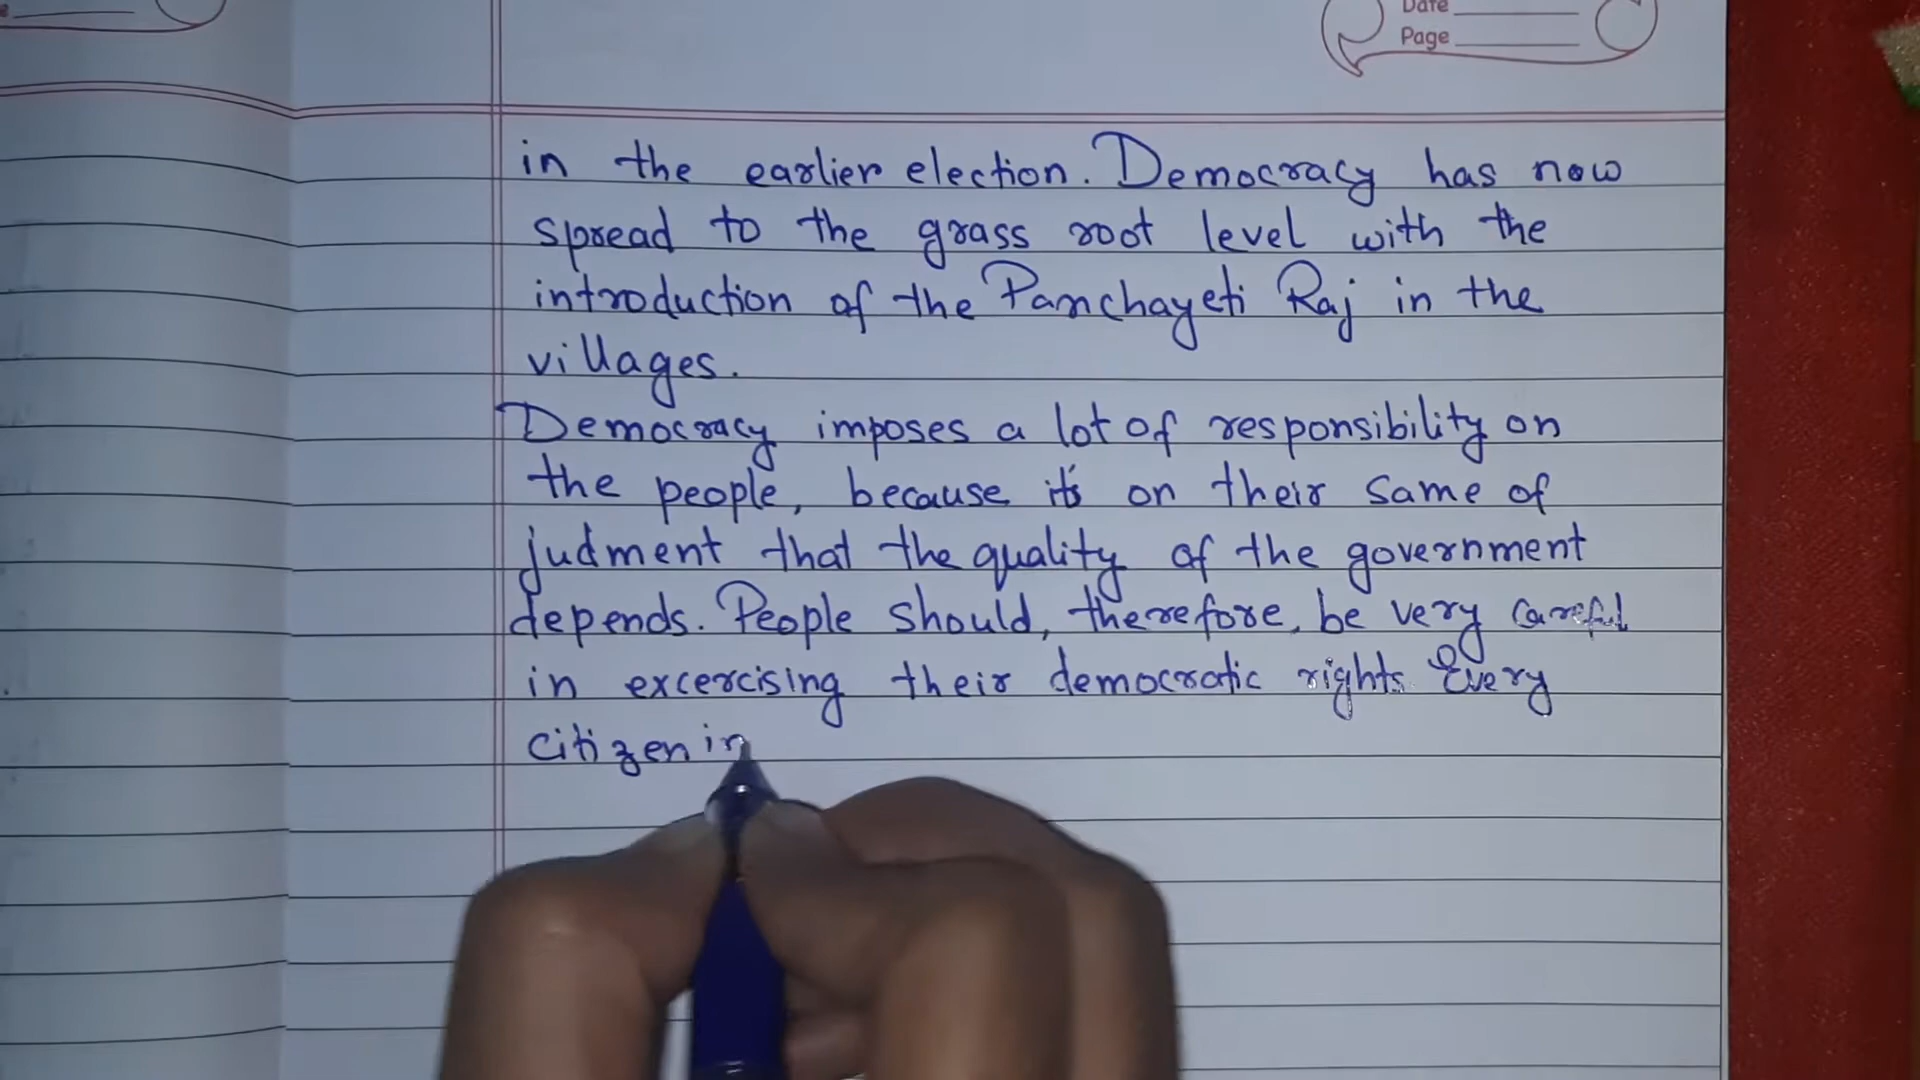 Date
Page
in the earlier election. Democracy has now
spread to the grass root level with the
introduction of the Panchayeti Raj in the
villages.
Democracy imposes a lot of responsibility on
the people, because it's on their same of
judment that the quality of the government
depends. People should, therefore, be very careful
in excercising their democratic rights. Every
citizen in